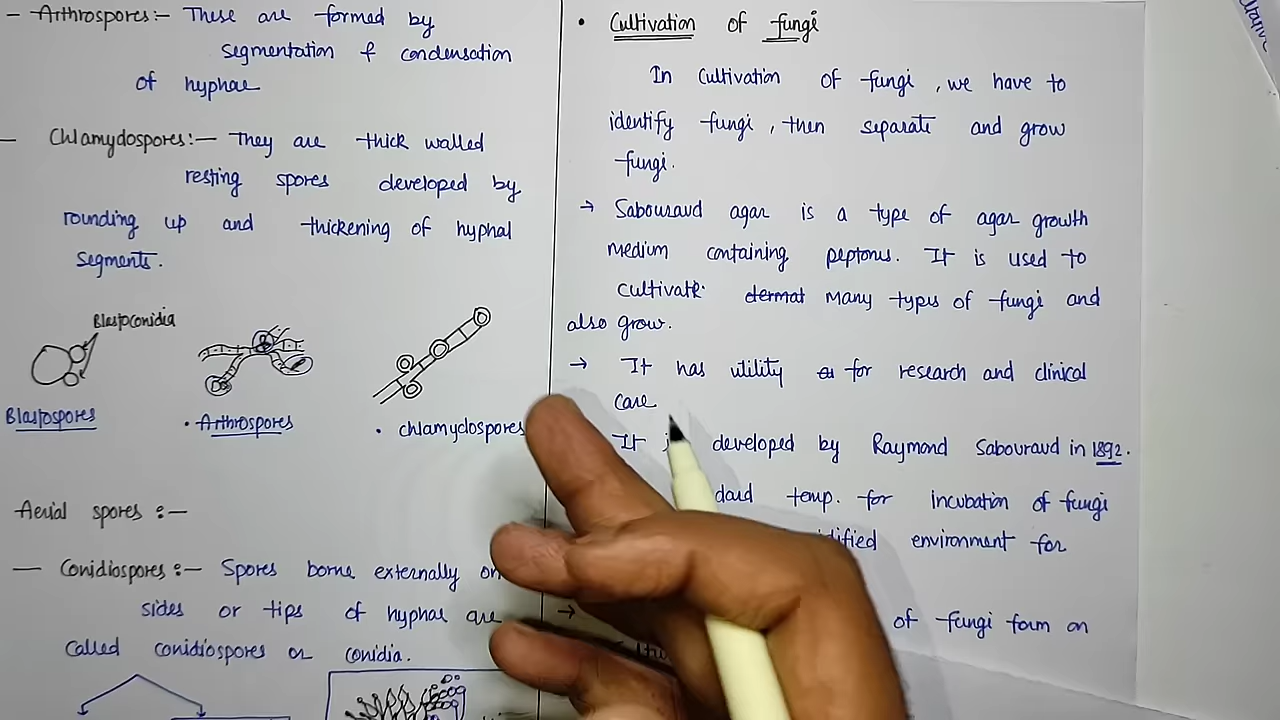 - Arthrospores:- These are formed by
segmentation & condensation
of hyphae
- Chlamydospores:- They are thick walled
resting spores developed by
rounding up and thickening of hyphal
segments.
Blastoconidia
Blastospores
• Arthrospores
• chlamydospores
Aerial spores :-
- Conidiospores :- Spores borne externally on
sides or tips of hyphae are
called conidiospores or conidia.
• Cultivation of fungi
In cultivation of fungi, we have to
identify fungi, then separate and grow
fungi.
→ Sabouraud agar is a type of agar growth
medium containing peptones. It is used to
cultivate many types of fungi and
also grow.
→ It has utility for research and clinical
care
It developed by Raymond Sabouraud in 1892.
dard temp. for incubation of fungi
environment for
→ of fungi form on